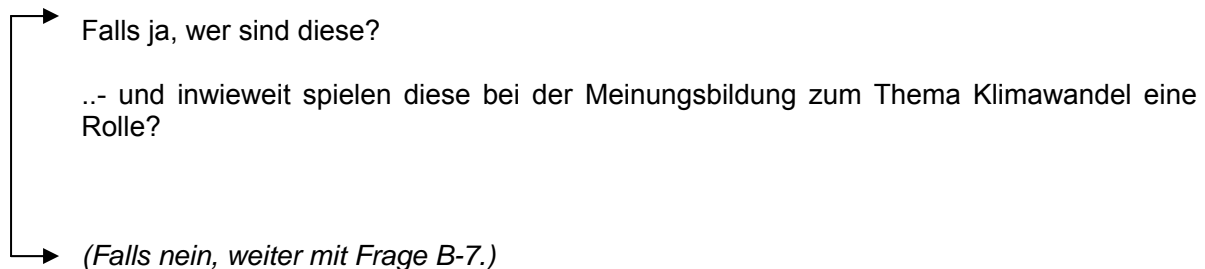 Falls ja, wer sind diese?
..- und inwieweit spielen diese bei der Meinungsbildung zum Thema Klimawandel eine
Rolle?
(Falls nein, weiter mit Frage B-7.)